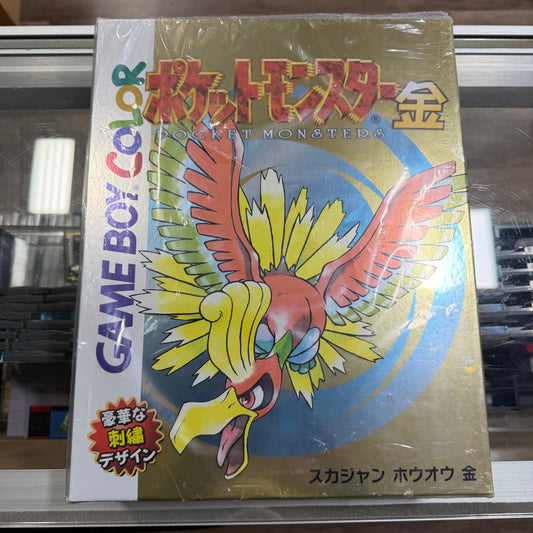 GAME BOY COLOR
ポケットモンスター金
®
POCKET MONSTERS
豪華な
刺繍
デザイン
スカジャン ホウオウ 金